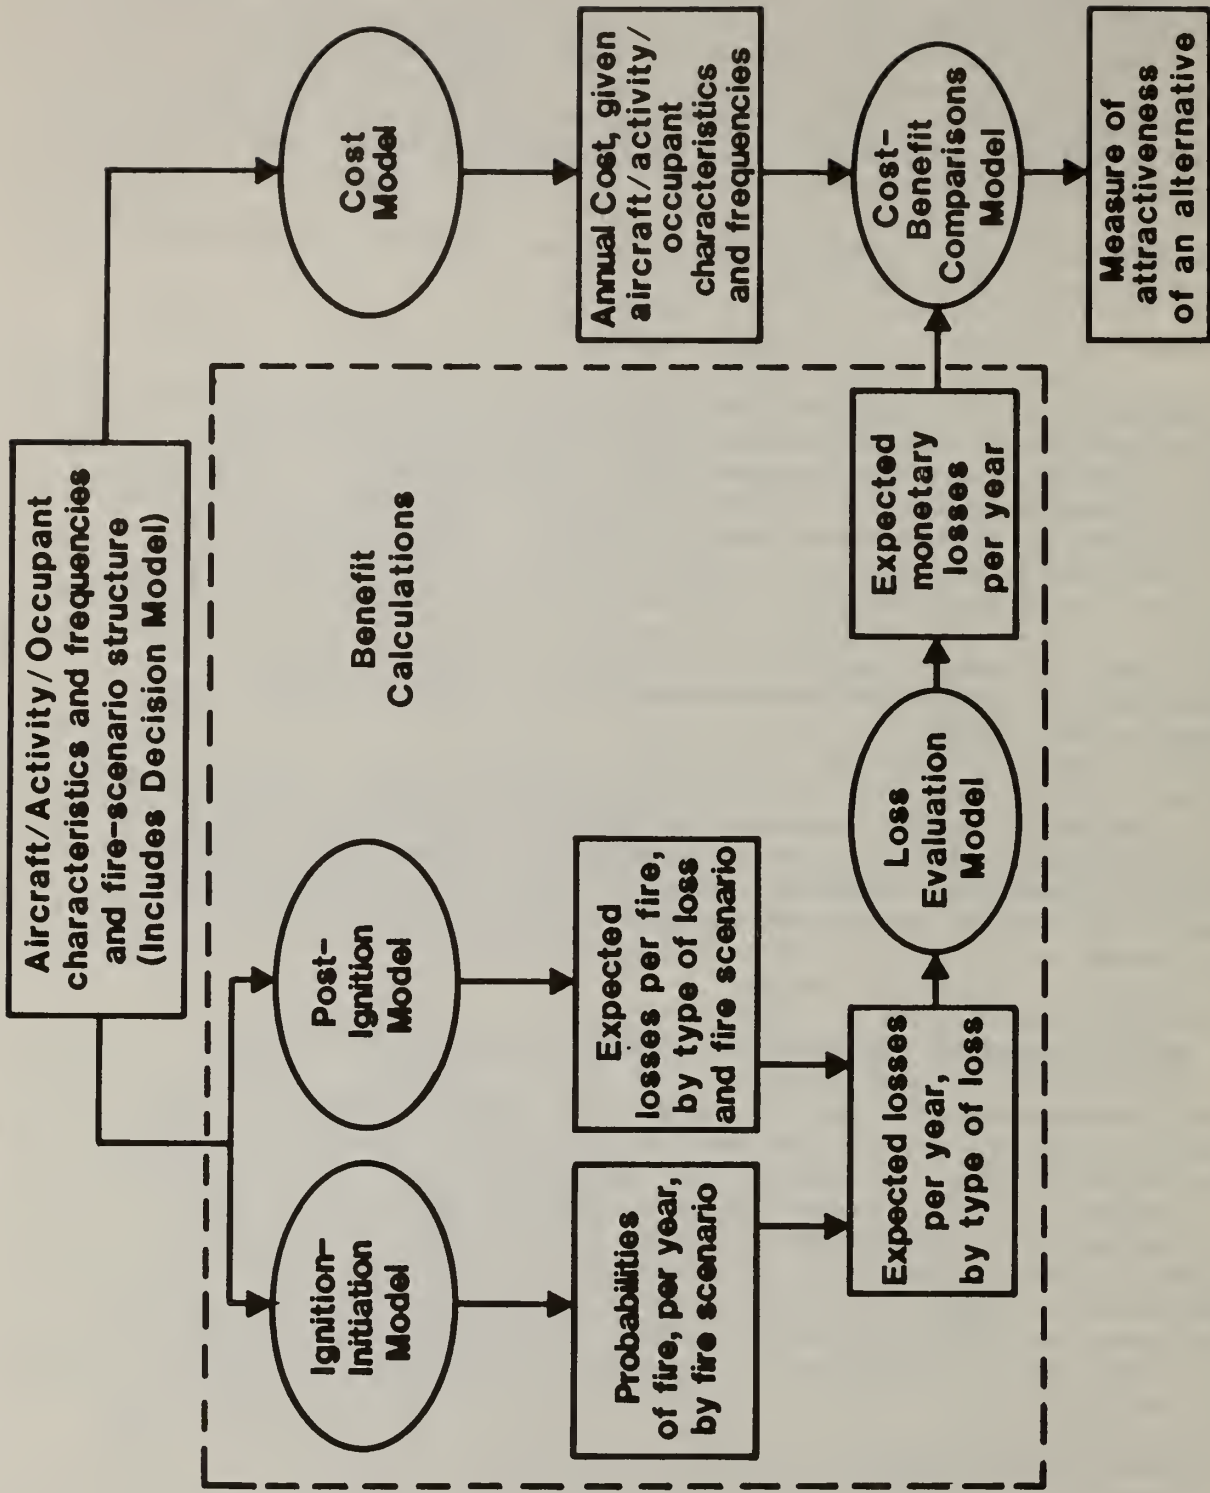 Aircraft/Activity/Occupant
characteristics and frequencies
and fire-scenario structure
(Includes Decision Model)
Benefit
Calculations
Ignition-
Initiation
Model
Post-
Ignition
Model
Cost
Model
Probabilities
of fire, per year,
by fire scenario
Expected
losses per fire,
by type of loss
and fire scenario
Annual Cost, given
aircraft/activity/
occupant
characteristics
and frequencies
Expected losses
per year,
by type of loss
Loss
Evaluation
Model
Expected
monetary
losses
per year
Cost-
Benefit
Comparisons
Model
Measure of
attractiveness
of an alternative